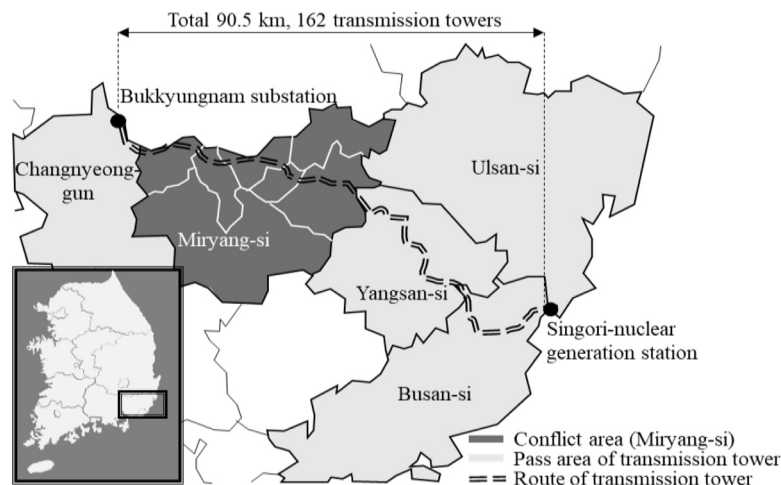 Total 90.5 km, 162 transmission towers
Bukkyungnam substation
Changnyeong-
gun
Ulsan-si
Miryang-si
Yangsan-si
Singori-nuclear
generation station
Busan-si
Conflict area (Miryang-si)
Pass area of transmission tower
Route of transmission tower